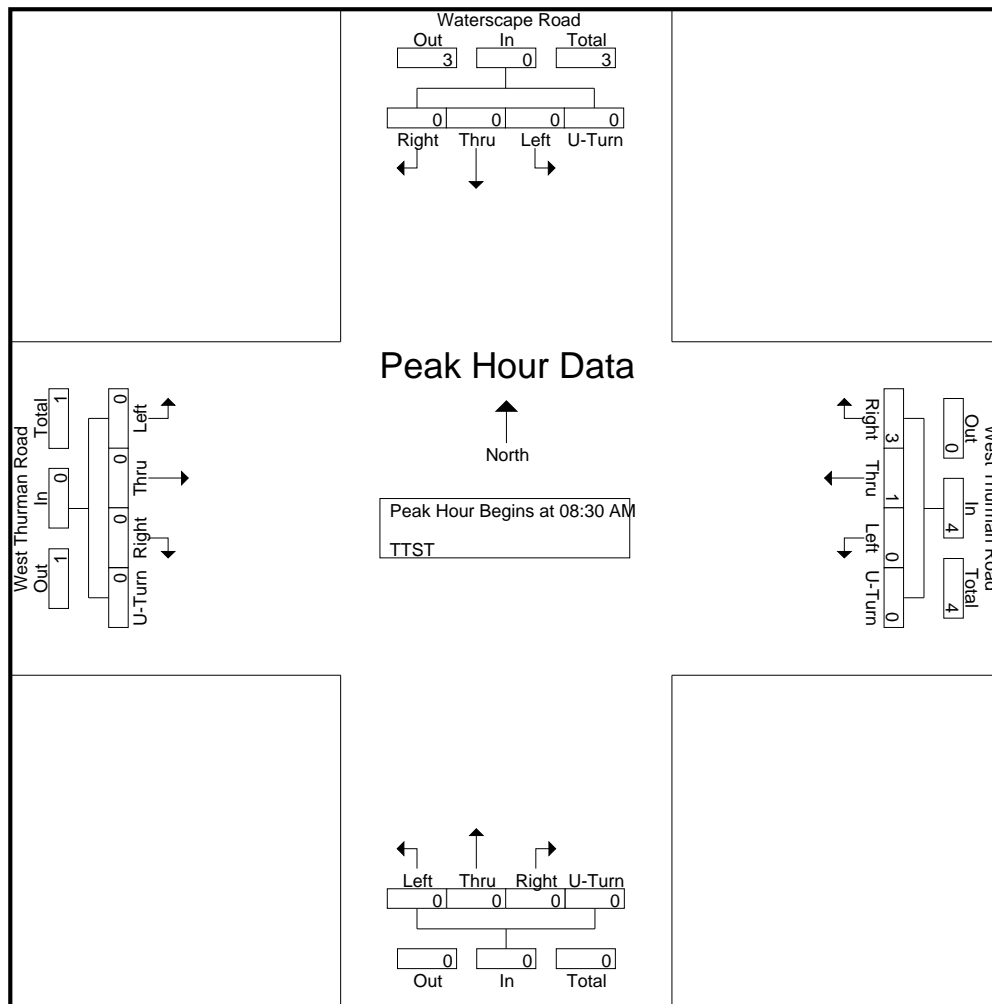 Waterscape Road
Out In Total
3 0 3
0 0 0 0
Right Thru Left U-Turn
Peak Hour Data
North
Peak Hour Begins at 08:30 AM
TTST
West Thurman Road
Total In Out
1 0 1
0 0 0 0
Left Thru Right U-Turn
West Thurman Road
Out In Total
0 4 4
3 1 0 0
Right Thru Left U-Turn
Left Thru Right U-Turn
0 0 0 0
0 0 0
Out In Total